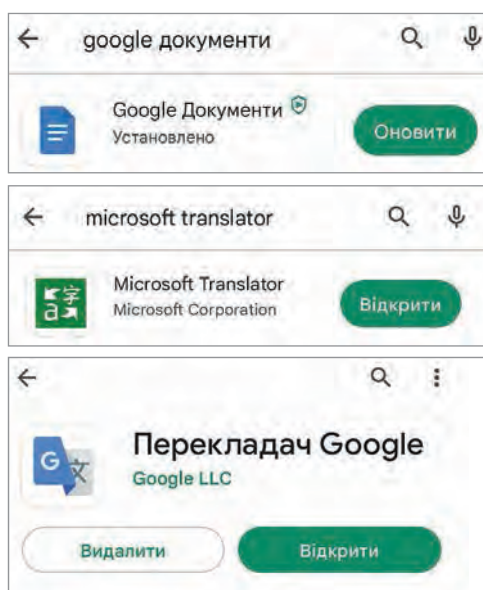 google документи
Google Документи
Установлено
Оновити
microsoft translator
Microsoft Translator
Microsoft Corporation
Відкрити
Перекладач Google
Google LLC
Видалити
Відкрити